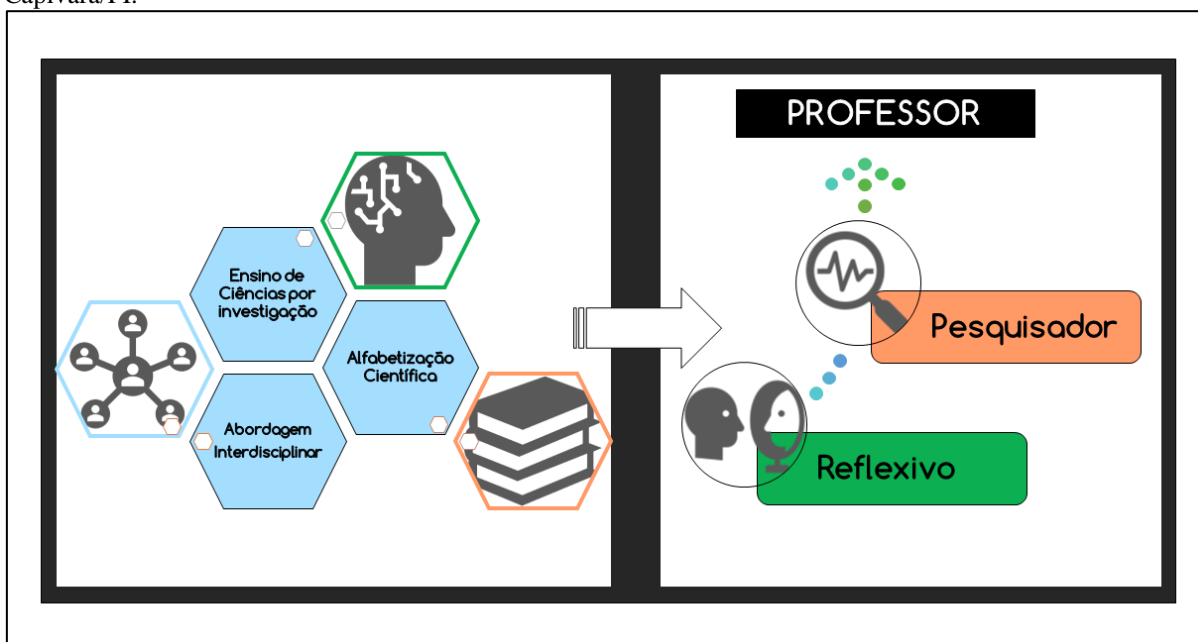 Capivara/PI.
Ensino de
Ciências por
investigação
Alfabetização
Científica
Abordagem
Interdisciplinar
PROFESSOR
Pesquisador
Reflexivo